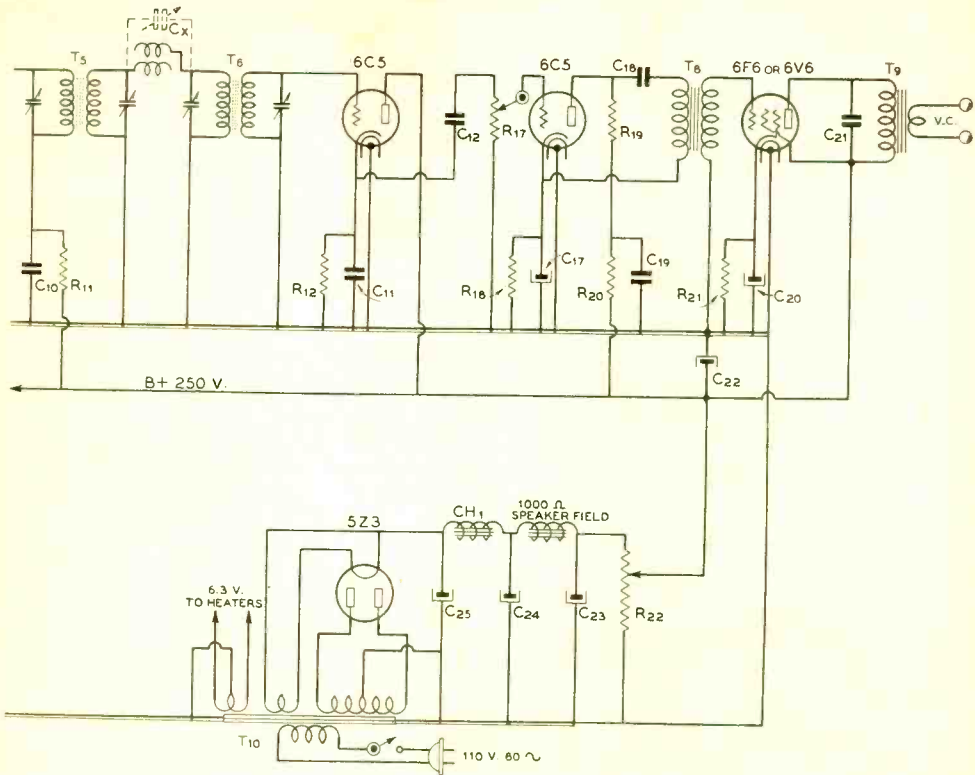 Cx
T5
T6
6C5
6C5
C18
T8
6F6 OR 6V6
T9
C12
R17
R19
C21
V.C.
C10
R11
R12
C11
R18
C17
R20
C19
R21
C20
B+ 250 V.
C22
1000 Ω
SPEAKER FIELD
CH1
5Z3
6.3 V.
TO HEATERS
C25
C24
C23
R22
T10
110 V. 60 ~